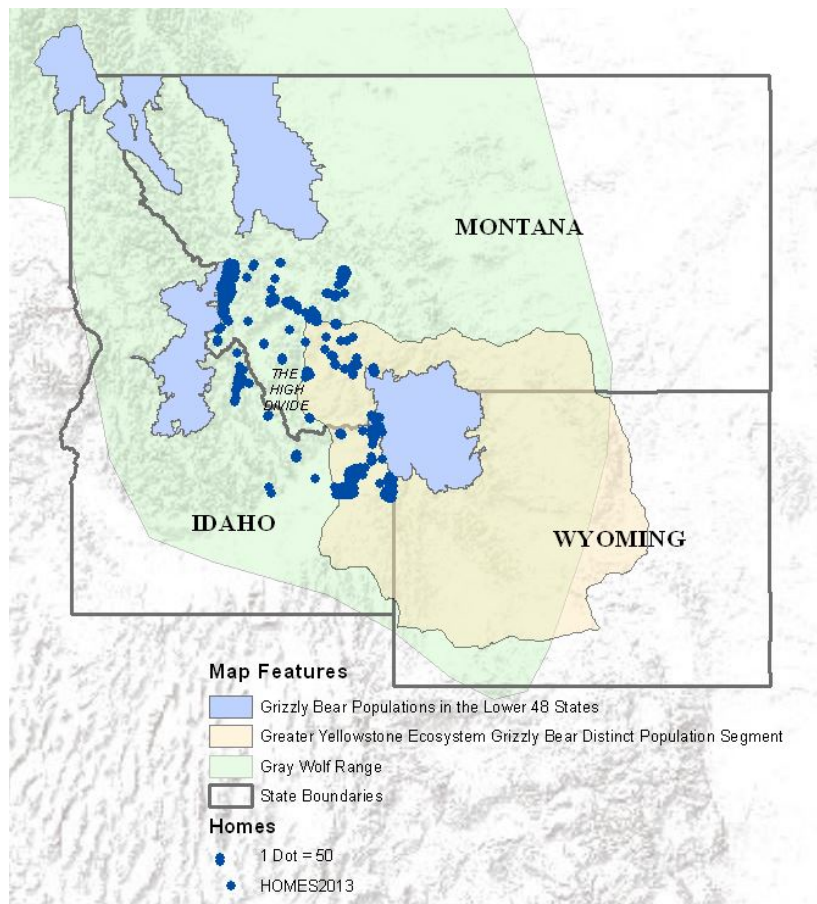 MONTANA
THE
HIGH
DIVIDE
IDAHO
WYOMING
Map Features
Grizzly Bear Populations in the Lower 48 States
Greater Yellowstone Ecosystem Grizzly Bear Distinct Population Segment
Gray Wolf Range
State Boundaries
Homes
1 Dot = 50
HOMES2013